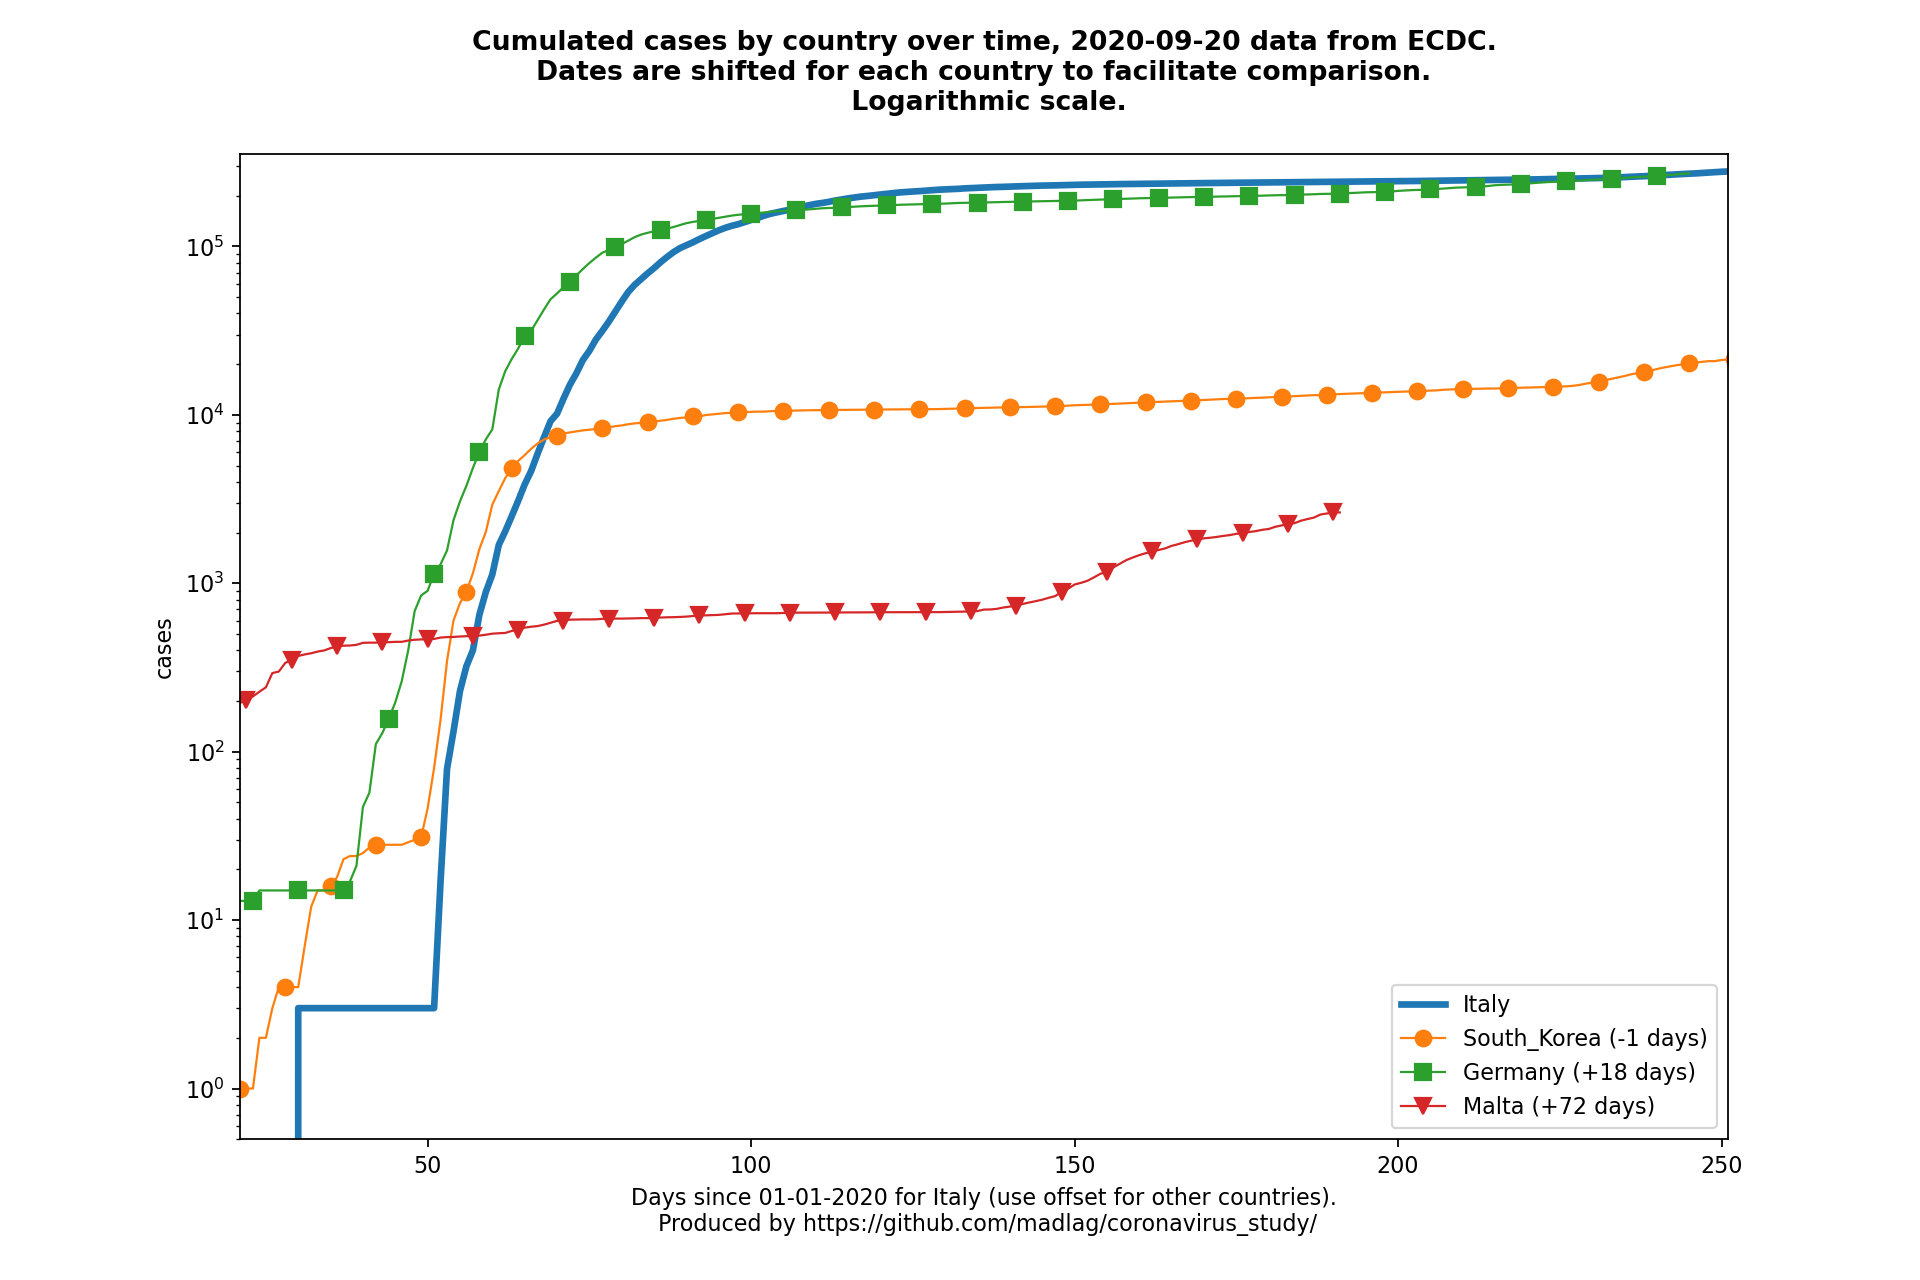 Cumulated cases by country over time, 2020-09-20 data from ECDC.
Dates are shifted for each country to facilitate comparison.
Logarithmic scale.
10^5
10^4
10^3
10^2
10^1
10^0
cases
Italy
South_Korea (-1 days)
Germany (+18 days)
Malta (+72 days)
50 100 150 200 250
Days since 01-01-2020 for Italy (use offset for other countries).
Produced by https://github.com/madlag/coronavirus_study/